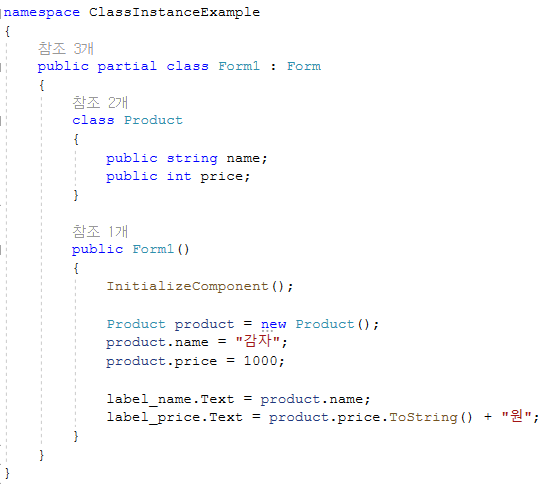 namespace ClassInstanceExample
{
참조 3개
public partial class Form1 : Form
{
참조 2개
class Product
{
public string name;
public int price;
}
참조 1개
public Form1()
{
InitializeComponent();
Product product = new Product();
product.name = "감자";
product.price = 1000;
label_name.Text = product.name;
label_price.Text = product.price.ToString() + "원";
}
}
}